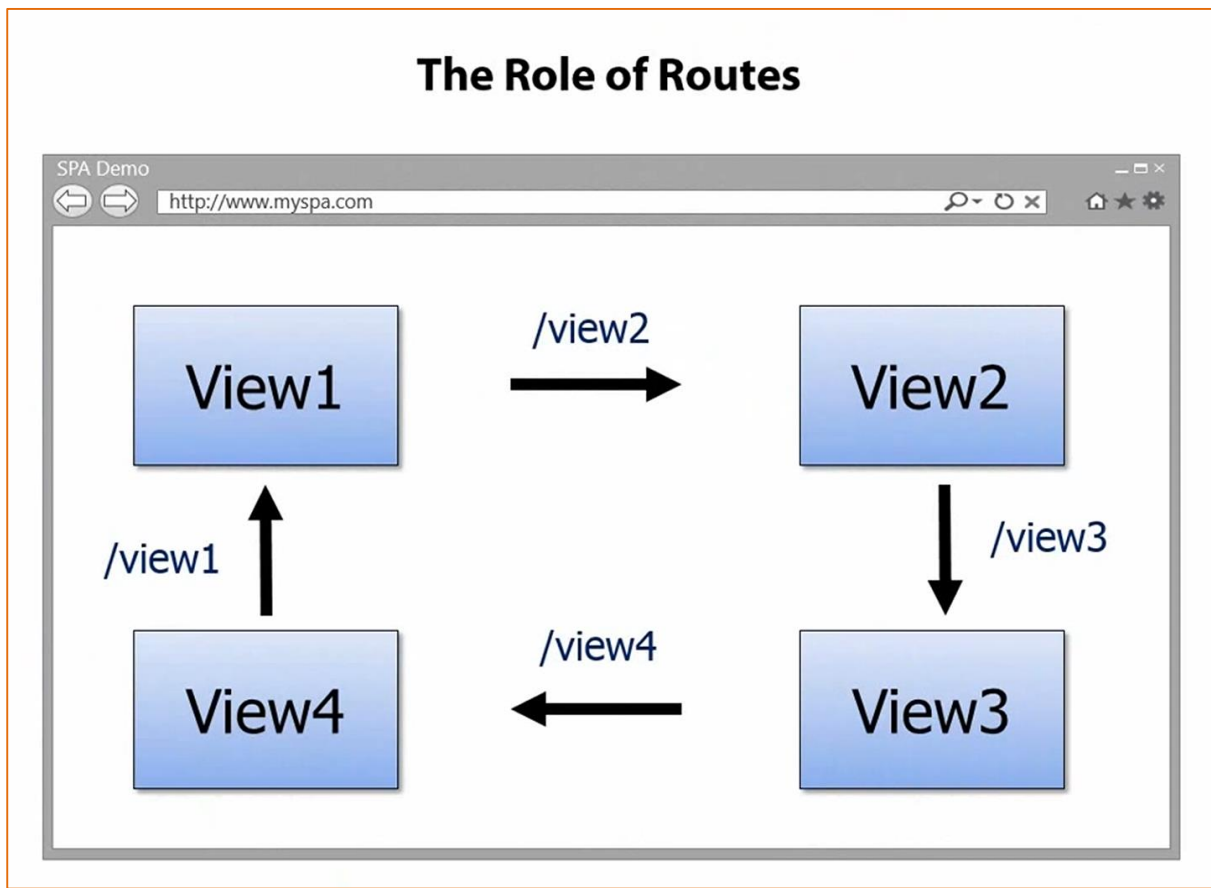 The Role of Routes
SPA Demo
http://www.myspa.com
View1
/view2
View2
/view1
/view3
View4
/view4
View3